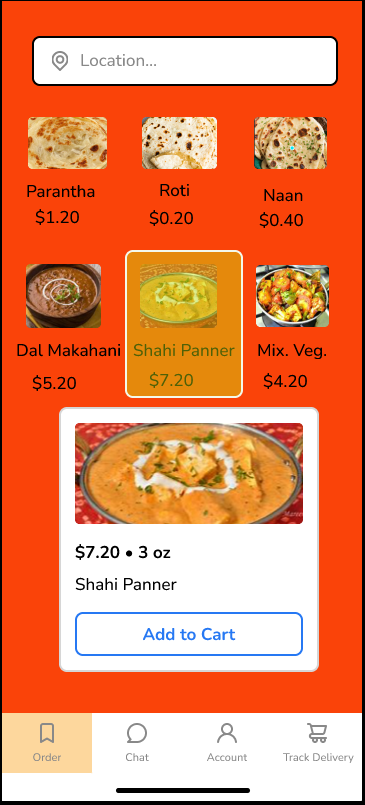 Location...
Parantha
Roti
Naan
$1.20
$0.20
$0.40
Dal Makahani
Shahi Panner
Mix. Veg.
$5.20
$7.20
$4.20
$7.20 • 3 oz
Shahi Panner
Add to Cart
Order
Chat
Account
Track Delivery